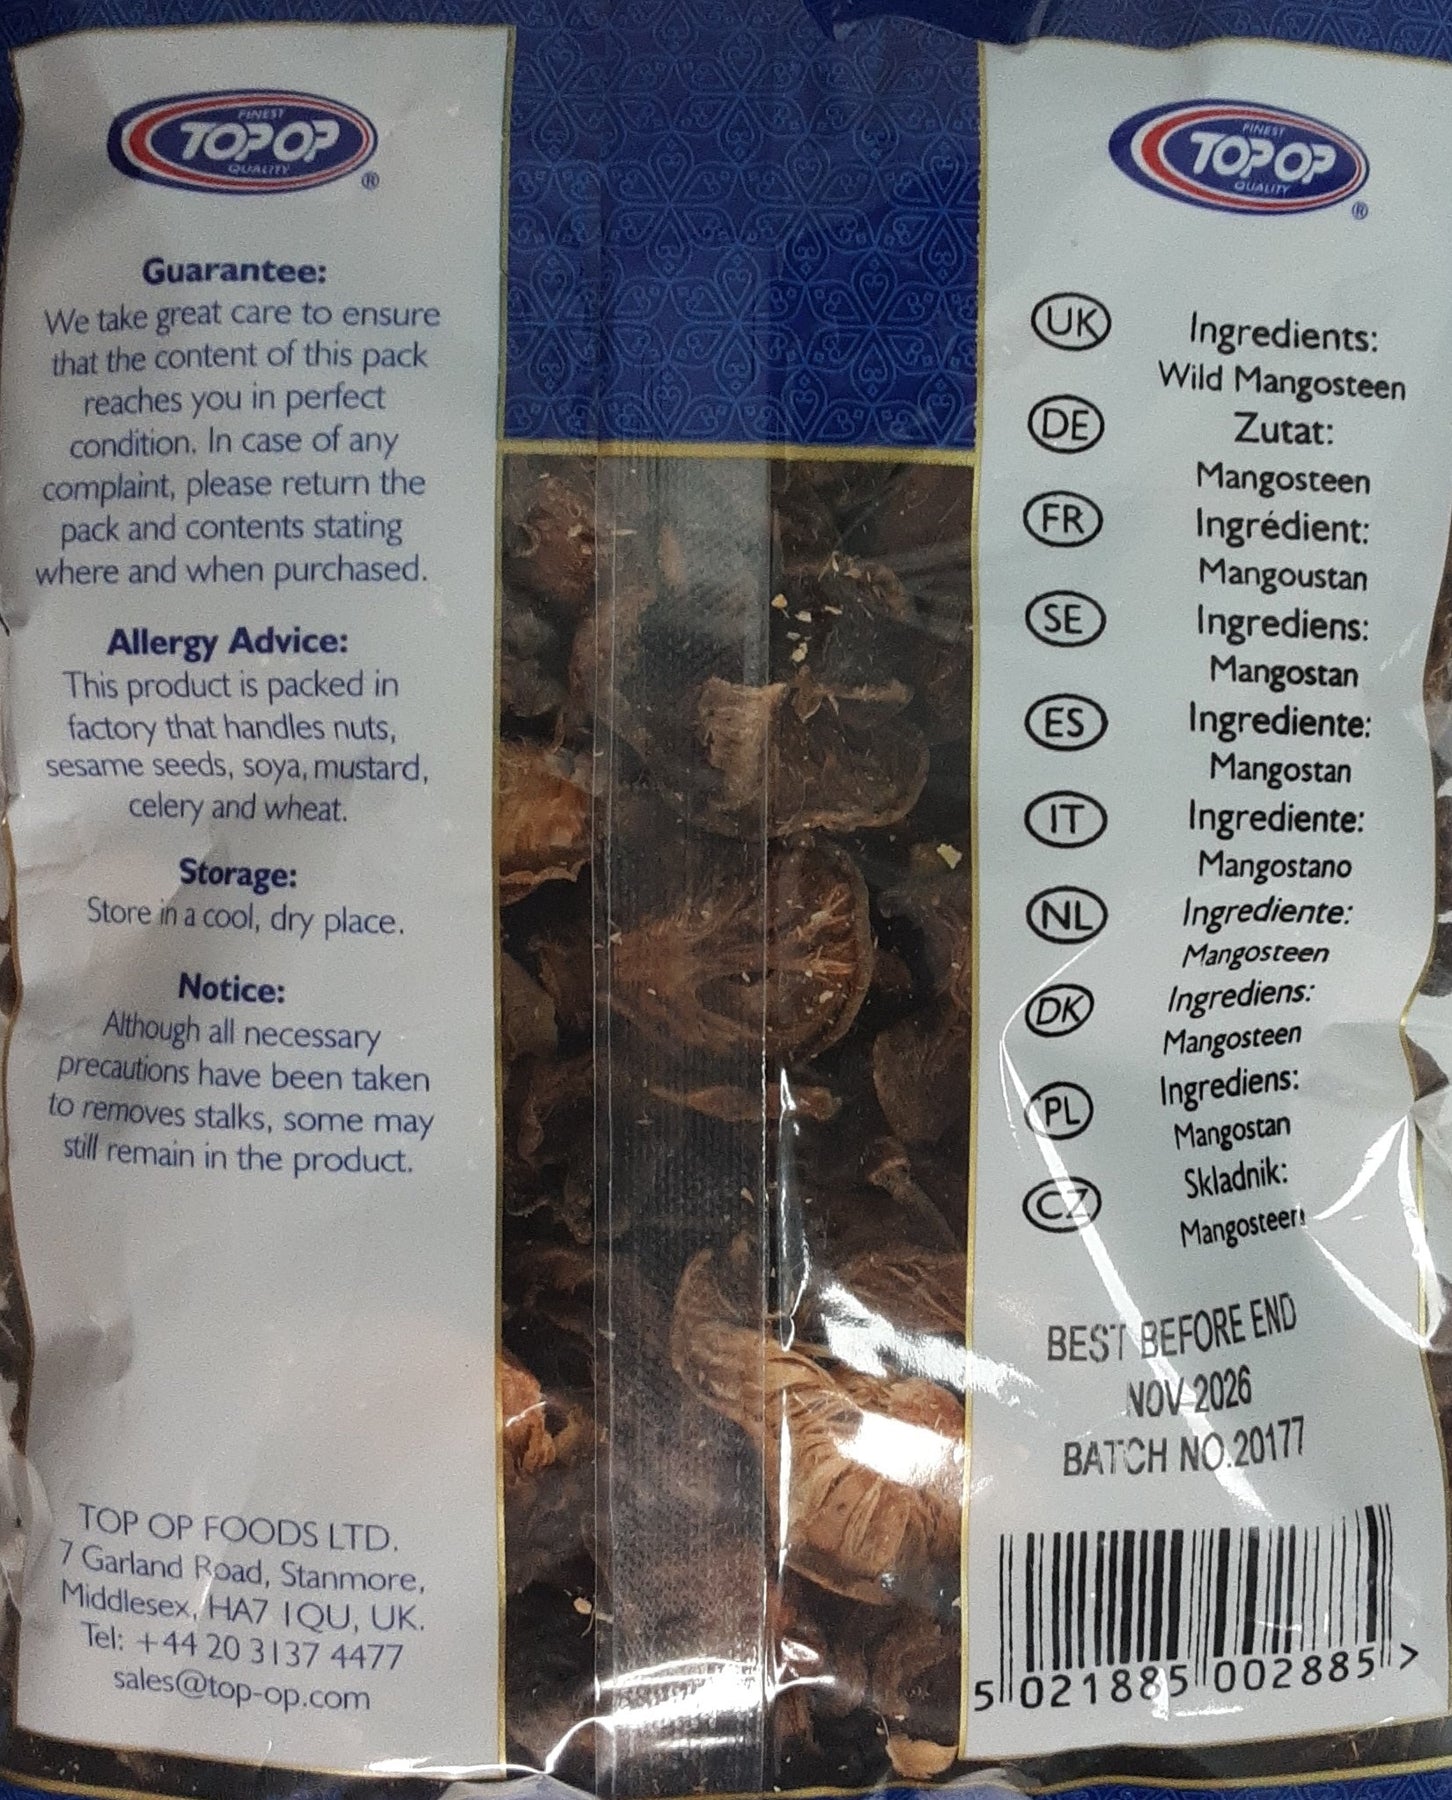 FINEST
TOPOP
QUALITY
®
Guarantee:
We take great care to ensure
that the content of this pack
reaches you in perfect
condition. In case of any
complaint, please return the
pack and contents stating
where and when purchased.
Allergy Advice:
This product is packed in
factory that handles nuts,
sesame seeds, soya, mustard,
celery and wheat.
Storage:
Store in a cool, dry place.
Notice:
Although all necessary
precautions have been taken
to removes stalks, some may
still remain in the product.
TOP OP FOODS LTD.
7 Garland Road, Stanmore,
Middlesex, HA7 1QU, UK.
Tel: +44 20 3137 4477
sales@top-op.com
FINEST
TOPOP
QUALITY
®
UK Ingredients:
Wild Mangosteen
DE Zutat:
Mangosteen
FR Ingrédient:
Mangoustan
SE Ingrediens:
Mangostan
ES Ingrediente:
Mangostan
IT Ingrediente:
Mangostano
NL Ingrediente:
Mangosteen
DK Ingrediens:
Mangosteen
PL Ingrediens:
Mangostan
CZ Skladnik:
Mangosteen
BEST BEFORE END
NOV 2026
BATCH NO.20177
5 021885 002885 >